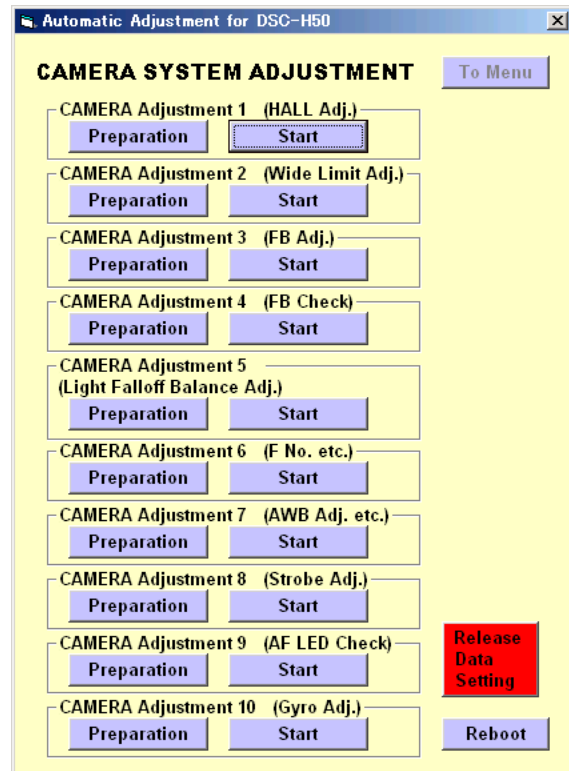 Automatic Adjustment for DSC-H50
CAMERA SYSTEM ADJUSTMENT
To Menu
CAMERA Adjustment 1 (HALL Adj.)
Preparation Start
CAMERA Adjustment 2 (Wide Limit Adj.)
Preparation Start
CAMERA Adjustment 3 (FB Adj.)
Preparation Start
CAMERA Adjustment 4 (FB Check)
Preparation Start
CAMERA Adjustment 5
(Light Falloff Balance Adj.)
Preparation Start
CAMERA Adjustment 6 (F No. etc.)
Preparation Start
CAMERA Adjustment 7 (AWB Adj. etc.)
Preparation Start
CAMERA Adjustment 8 (Strobe Adj.)
Preparation Start
CAMERA Adjustment 9 (AF LED Check)
Preparation Start
Release
Data
Setting
CAMERA Adjustment 10 (Gyro Adj.)
Preparation Start
Reboot